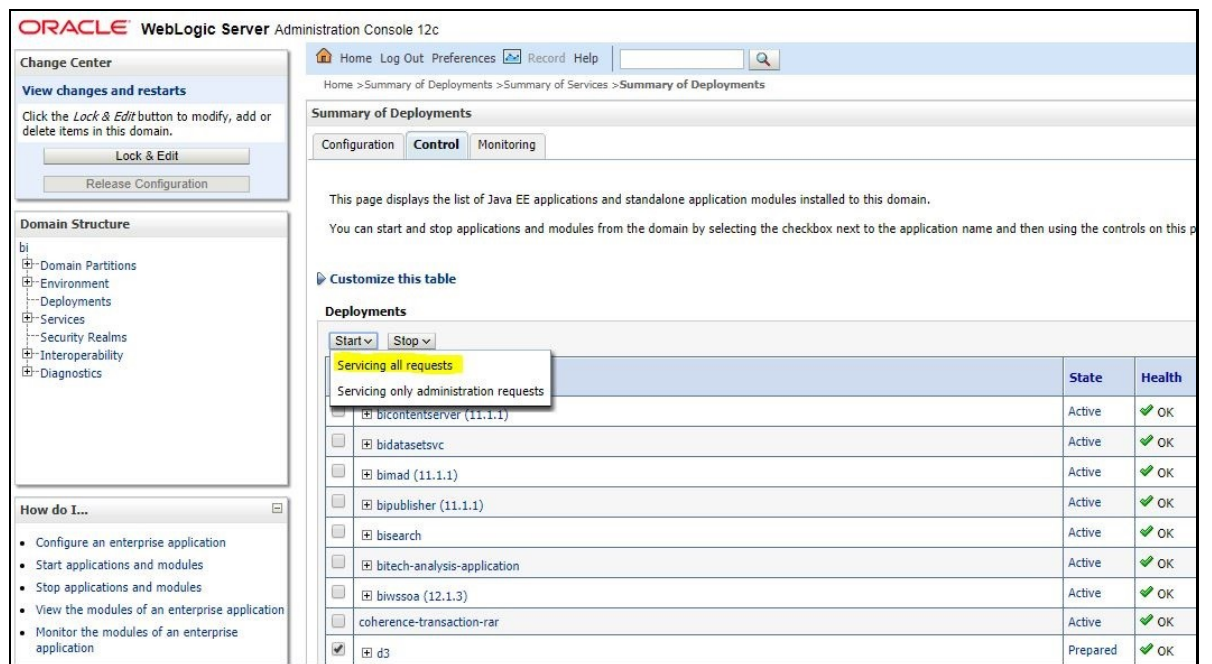 ORACLE WebLogic Server Administration Console 12c
Change Center
View changes and restarts
Click the Lock & Edit button to modify, add or
delete items in this domain.
Lock & Edit
Release Configuration
Domain Structure
bi
Domain Partitions
Environment
Deployments
Services
Security Realms
Interoperability
Diagnostics
How do I...
Configure an enterprise application
Start applications and modules
Stop applications and modules
View the modules of an enterprise application
Monitor the modules of an enterprise
application
Home Log Out Preferences Record Help
Home >Summary of Deployments >Summary of Services >Summary of Deployments
Summary of Deployments
Configuration Control Monitoring
This page displays the list of Java EE applications and standalone application modules installed to this domain.
You can start and stop applications and modules from the domain by selecting the checkbox next to the application name and then using the controls on this p
Customize this table
Deployments
Start Stop
Servicing all requests
Servicing only administration requests
State Health
bicontentserver (11.1.1) Active OK
bidatasetsvc Active OK
bimad (11.1.1) Active OK
bipublisher (11.1.1) Active OK
bisearch Active OK
bitech-analysis-application Active OK
biwssoa (12.1.3) Active OK
coherence-transaction-rar Active OK
d3 Prepared OK